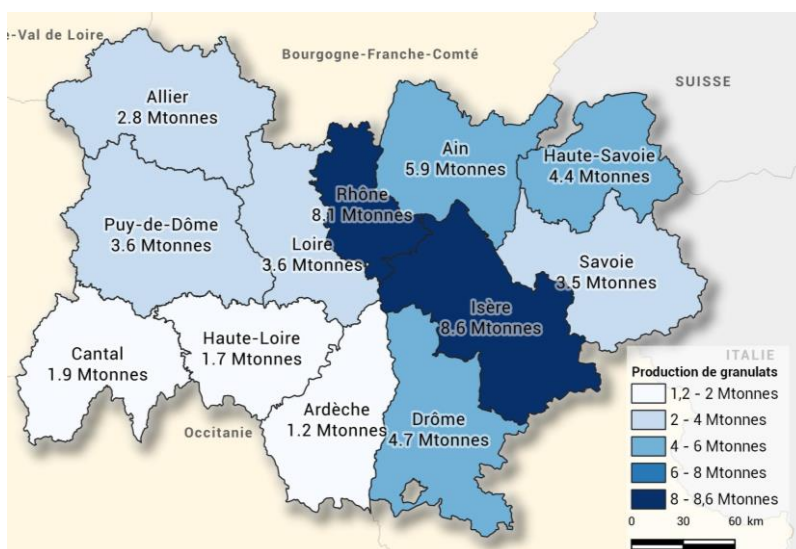 e-Val de Loire
Bourgogne-Franche-Comté
SUISSE
Allier
2.8 Mtonnes
Ain
5.9 Mtonnes
Haute-Savoie
4.4 Mtonnes
Rhône
8.1 Mtonnes
Puy-de-Dôme
3.6 Mtonnes
Loire
3.6 Mtonnes
Savoie
3.5 Mtonnes
Isère
8.6 Mtonnes
Haute-Loire
1.7 Mtonnes
Cantal
1.9 Mtonnes
Ardèche
1.2 Mtonnes
Drôme
4.7 Mtonnes
Occitanie
ITALIE
Production de granulats
1,2 - 2 Mtonnes
2 - 4 Mtonnes
4 - 6 Mtonnes
6 - 8 Mtonnes
8 - 8,6 Mtonnes
0 30 60 km